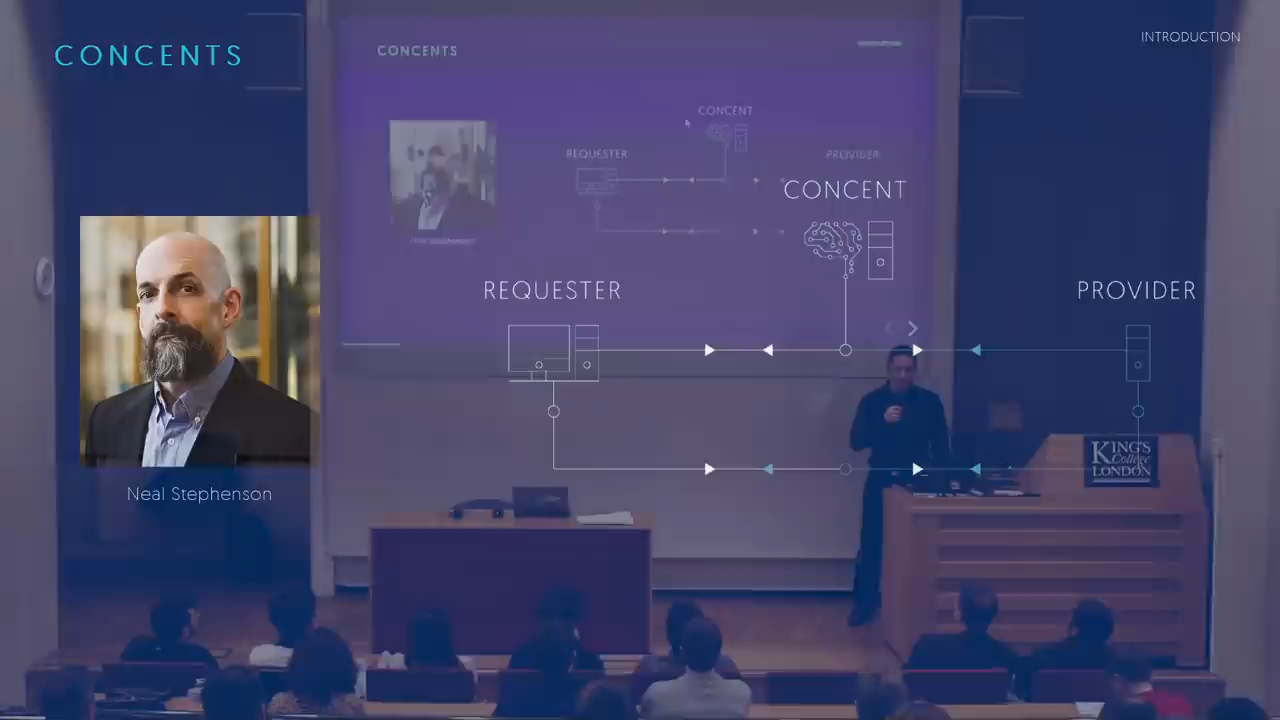 CONCENTS
INTRODUCTION
CONCENTS
CONCENT
REQUESTER
PROVIDER
CONCENT
REQUESTER
PROVIDER
Neal Stephenson
KING'S
College
LONDON